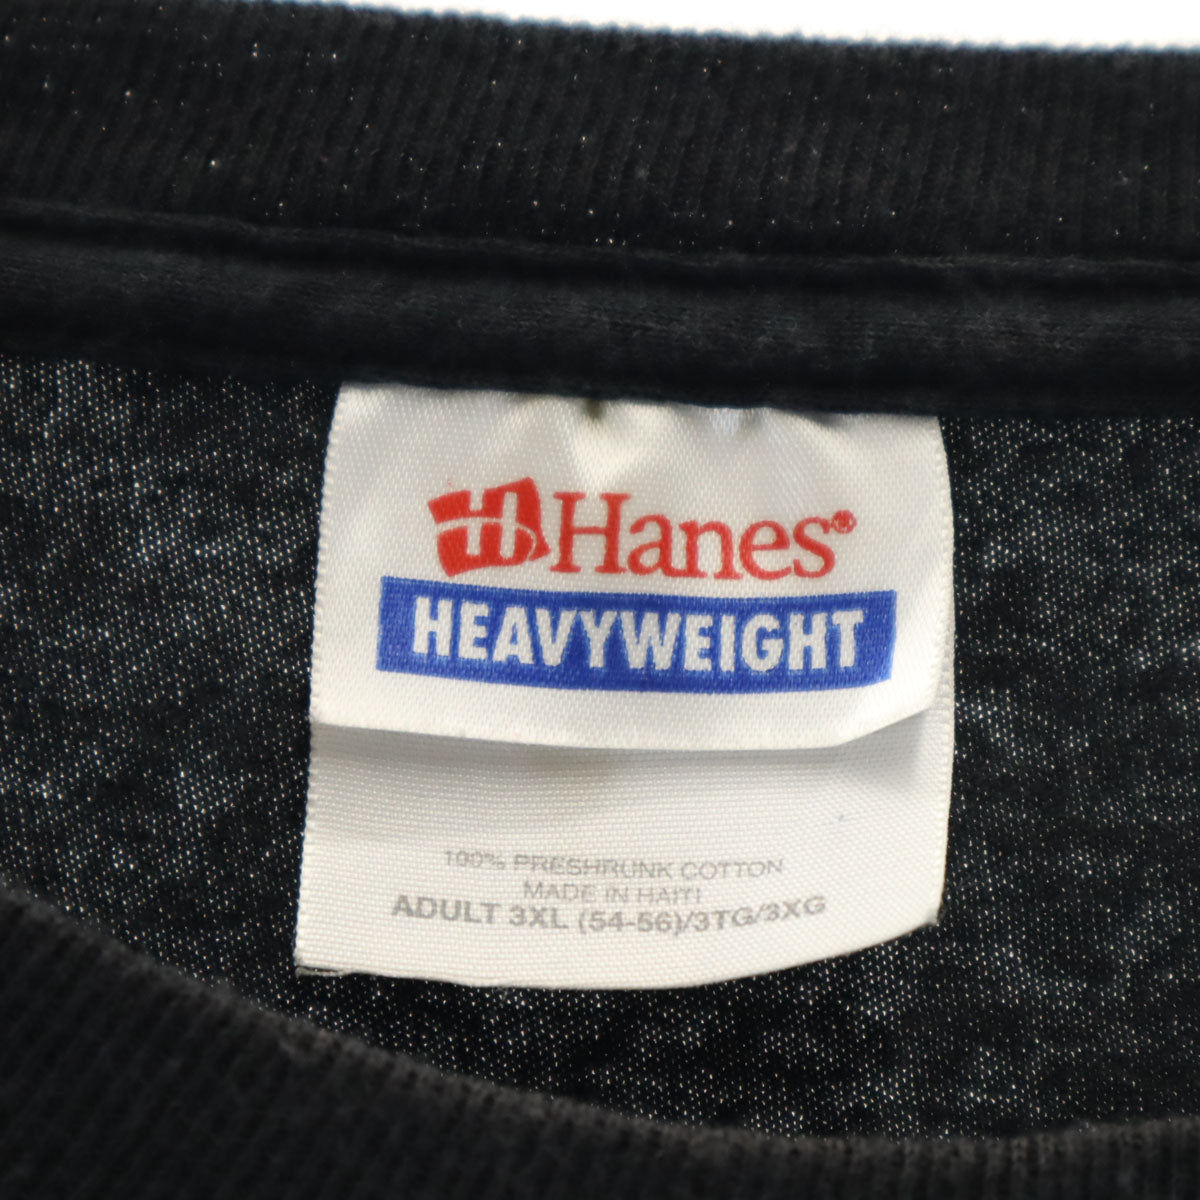 Hanes®
HEAVYWEIGHT
100% PRESHRUNK COTTON
MADE IN HAITI
ADULT 3XL (54-56)/3TG/3XG